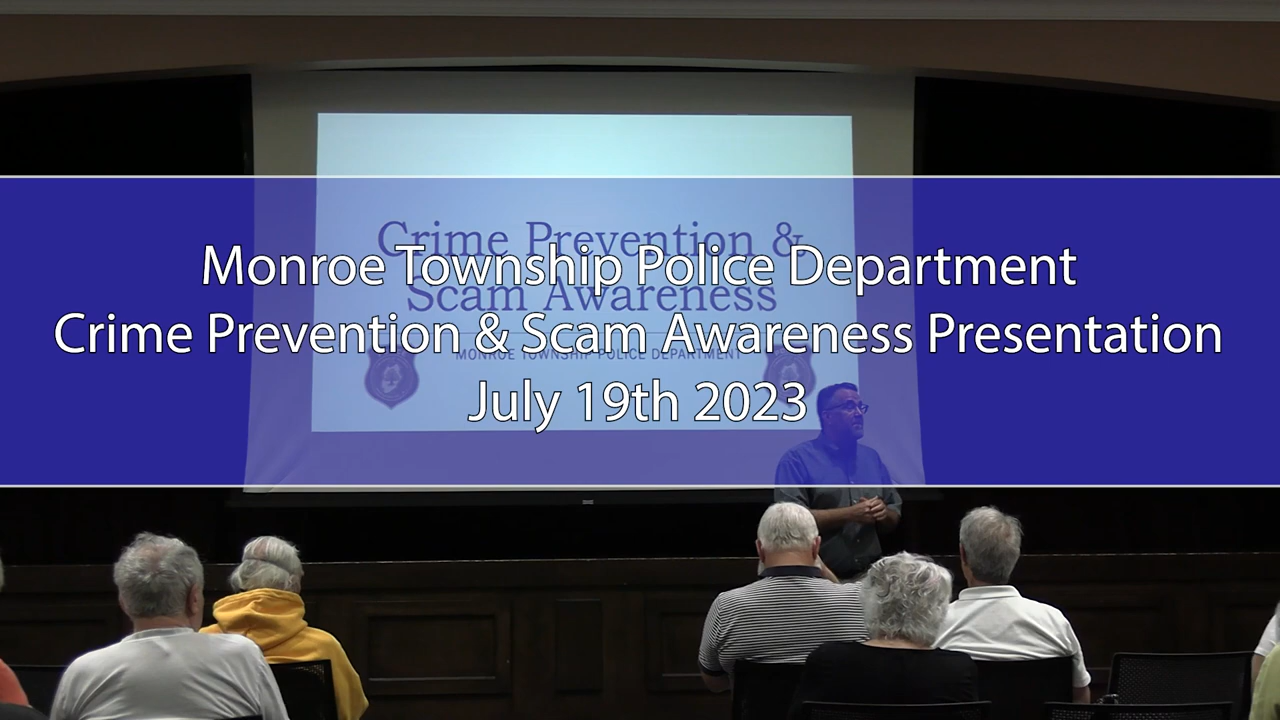 Crime Prevention &
Scam Awareness
MONROE TOWNSHIP POLICE DEPARTMENT
Monroe Township Police Department
Crime Prevention & Scam Awareness Presentation
July 19th 2023